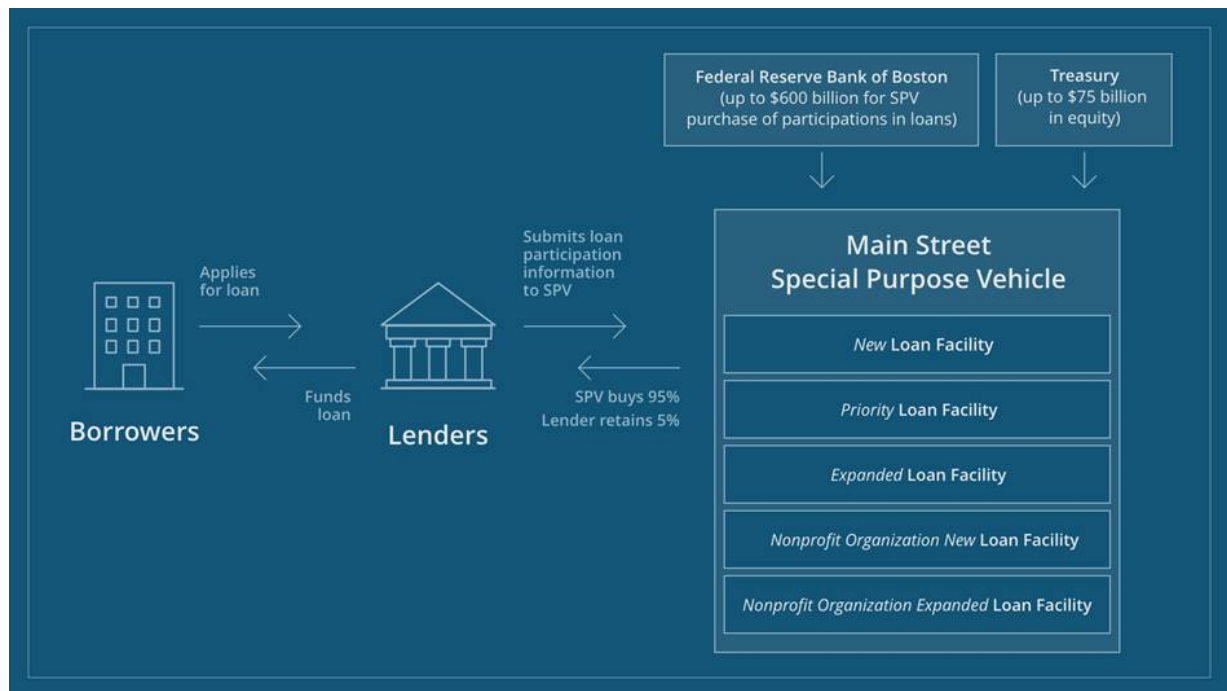 Federal Reserve Bank of Boston
(up to $600 billion for SPV
purchase of participations in loans)
Treasury
(up to $75 billion
in equity)
Applies
for loan
Funds
loan
Borrowers
Lenders
Submits loan
participation
information
to SPV
SPV buys 95%
Lender retains 5%
Main Street
Special Purpose Vehicle
New Loan Facility
Priority Loan Facility
Expanded Loan Facility
Nonprofit Organization New Loan Facility
Nonprofit Organization Expanded Loan Facility